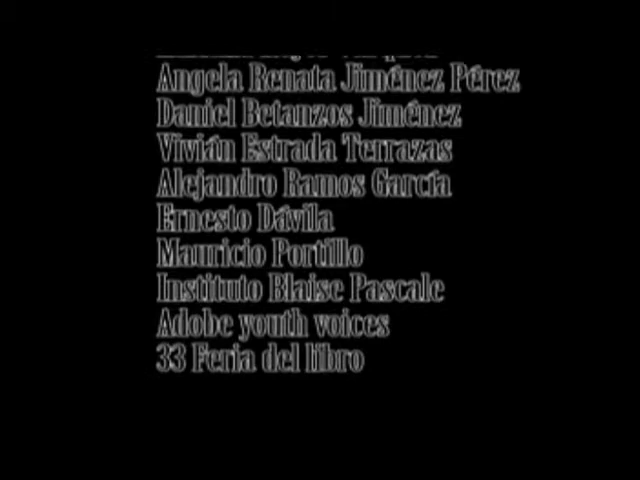 Angela Renata Jiménez Pérez
Daniel Betanzos Jiménez
Vivián Estrada Terrazas
Alejandro Ramos García
Ernesto Dávila
Mauricio Portillo
Instituto Blaise Pascale
Adobe youth voices
33 Feria del libro